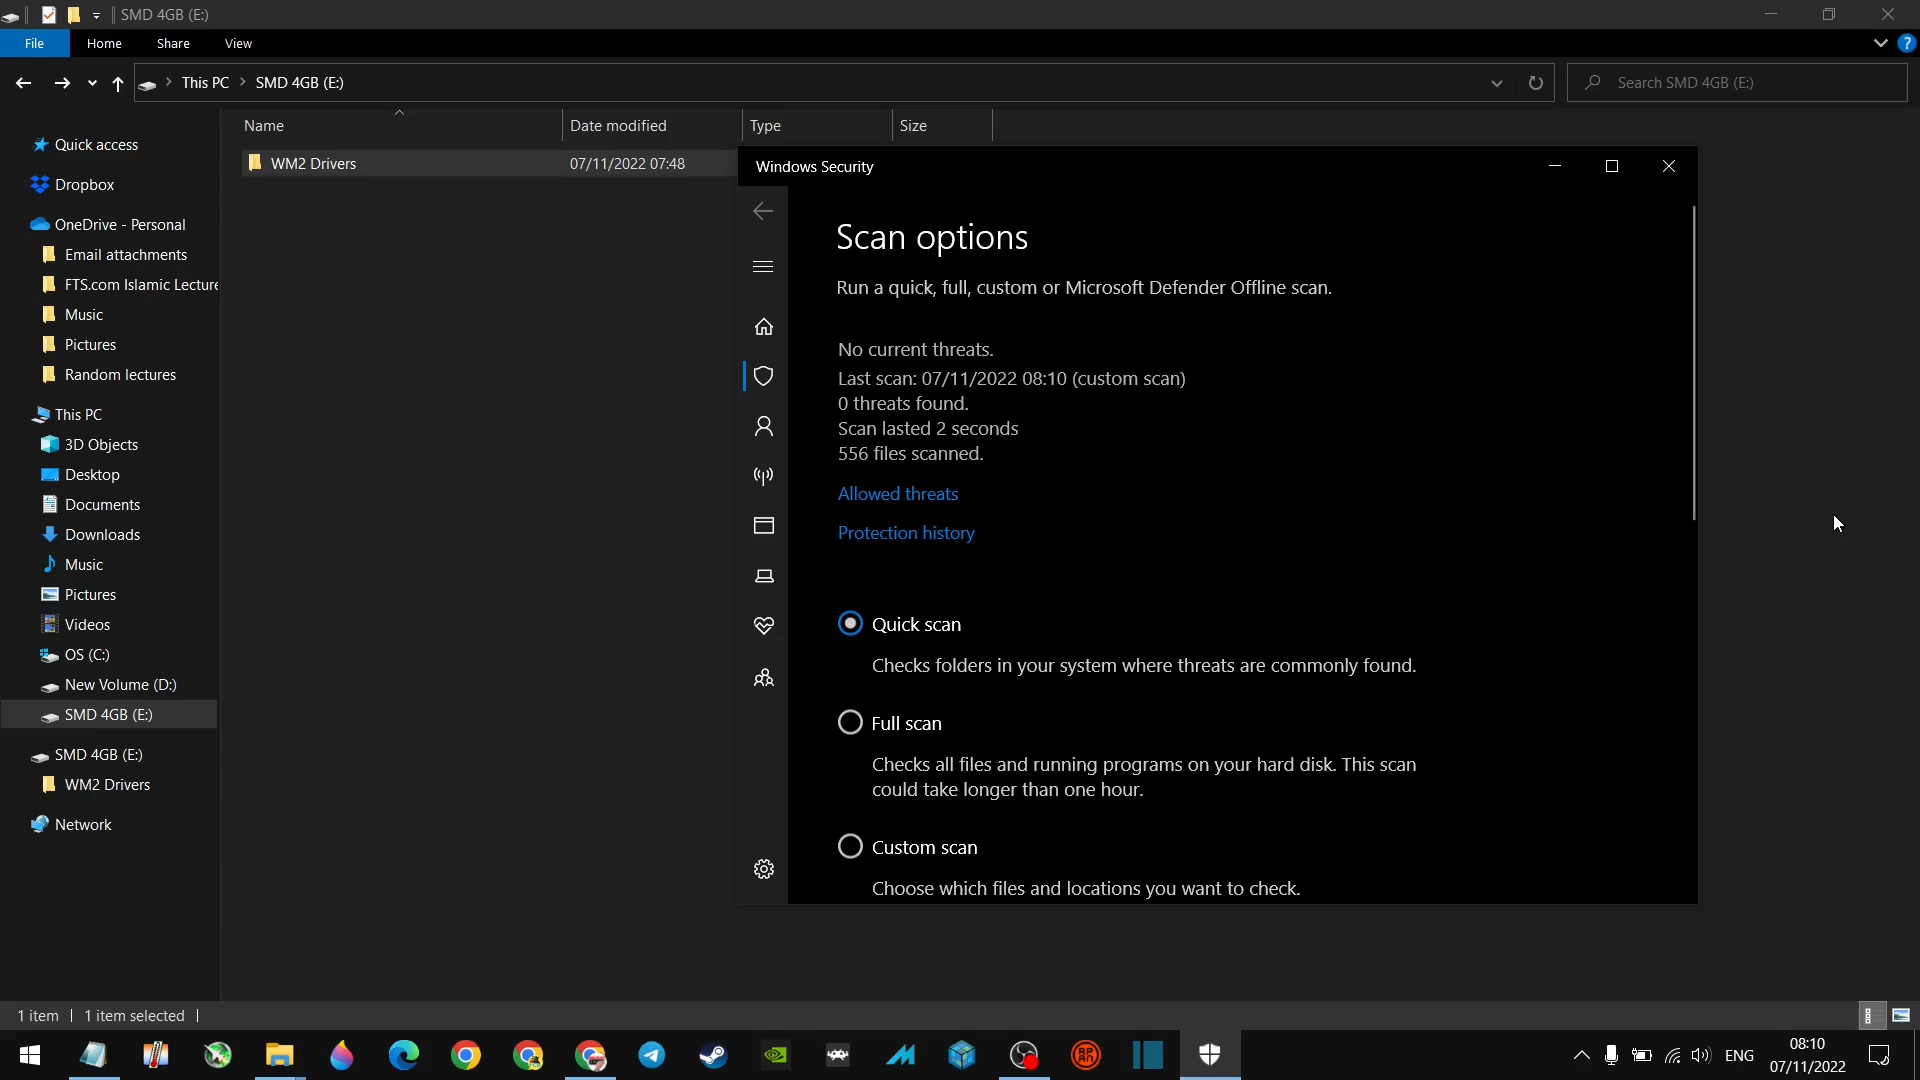 SMD 4GB (E:)
File Home Share View
This PC SMD 4GB (E:)
Search SMD 4GB (E:)
Name Date modified Type Size
WM2 Drivers 07/11/2022 07:48
Quick access
Dropbox
OneDrive - Personal
Email attachments
FTS.com Islamic Lecture
Music
Pictures
Random lectures
This PC
3D Objects
Desktop
Documents
Downloads
Music
Pictures
Videos
OS (C:)
New Volume (D:)
SMD 4GB (E:)
SMD 4GB (E:)
WM2 Drivers
Network
Windows Security
Scan options
Run a quick, full, custom or Microsoft Defender Offline scan.
No current threats.
Last scan: 07/11/2022 08:10 (custom scan)
0 threats found.
Scan lasted 2 seconds
556 files scanned.
Allowed threats
Protection history
Quick scan
Checks folders in your system where threats are commonly found.
Full scan
Checks all files and running programs on your hard disk. This scan
could take longer than one hour.
Custom scan
Choose which files and locations you want to check.
1 item 1 item selected
ENG
08:10
07/11/2022